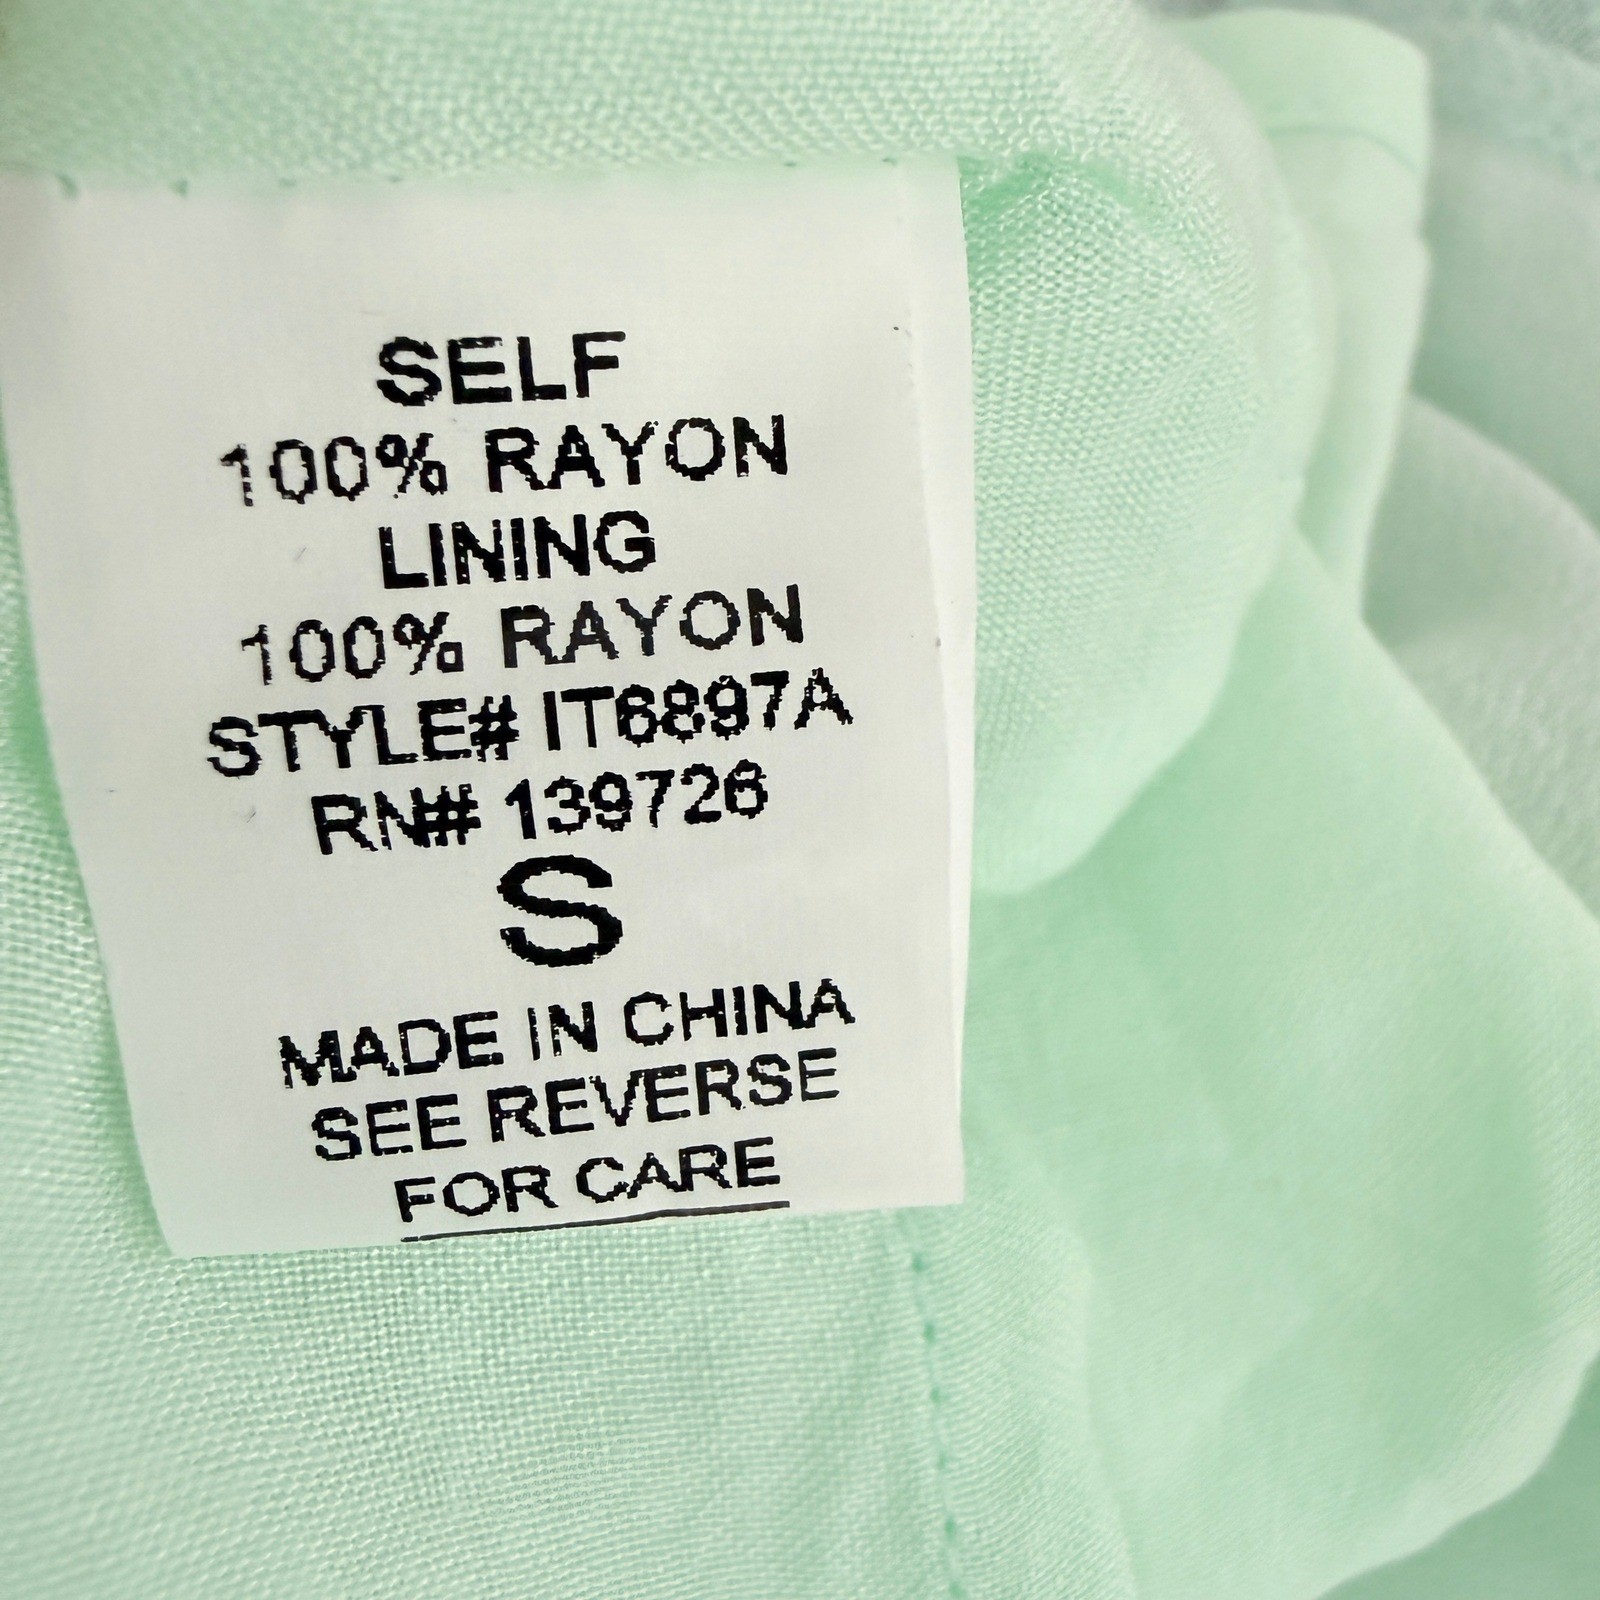 SELF
100% RAYON
LINING
100% RAYON
STYLE# IT6897A
RN# 139726
S
MADE IN CHINA
SEE REVERSE
FOR CARE